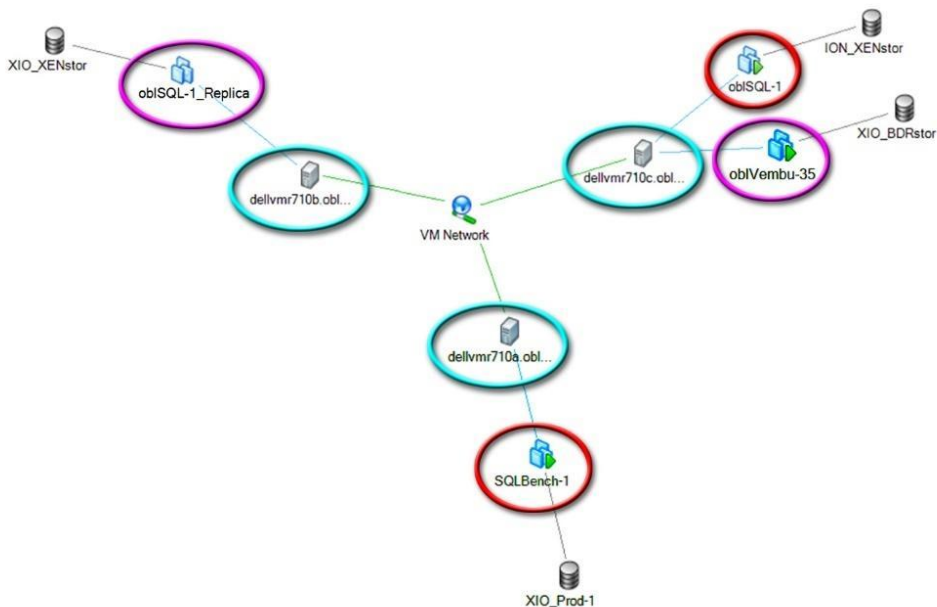 ION_XENstor
XIO_XENstor
oblSQL-1_Replica
oblSQL-1
XIO_BDRstor
oblVembu-35
dellvmr710b.obl...
dellvmr710c.obl...
VM Network
dellvmr710a.obl...
SQLBench-1
XIO_Prod-1